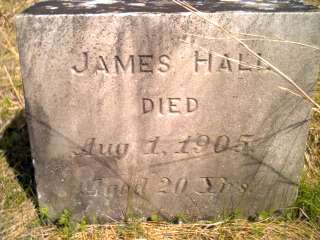 JAMES HALL
DIED
Aug 1, 1905
Aged 20 Yrs.